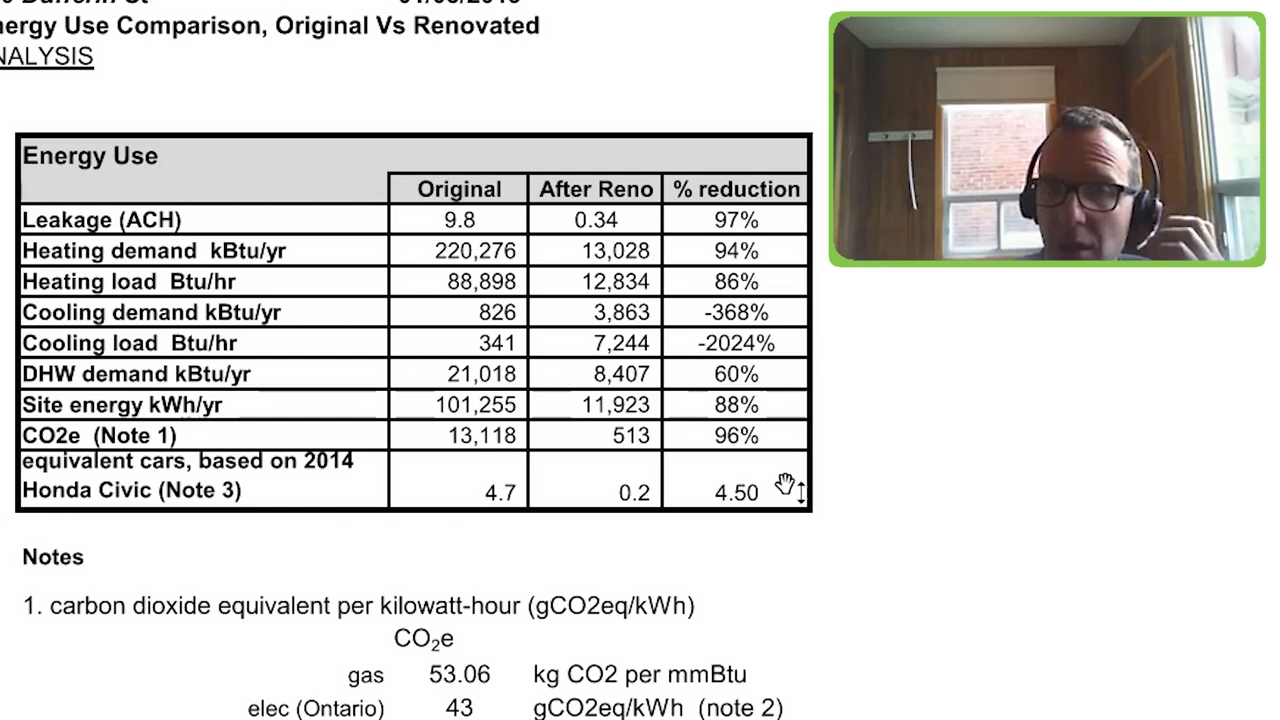 nergy Use Comparison, Original Vs Renovated
NALYSIS
Energy Use
Original After Reno % reduction
Leakage (ACH) 9.8 0.34 97%
Heating demand kBtu/yr 220,276 13,028 94%
Heating load Btu/hr 88,898 12,834 86%
Cooling demand kBtu/yr 826 3,863 -368%
Cooling load Btu/hr 341 7,244 -2024%
DHW demand kBtu/yr 21,018 8,407 60%
Site energy kWh/yr 101,255 11,923 88%
CO2e (Note 1) 13,118 513 96%
equivalent cars, based on 2014
Honda Civic (Note 3) 4.7 0.2 4.50
Notes
1. carbon dioxide equivalent per kilowatt-hour (gCO2eq/kWh)
CO₂e
gas 53.06 kg CO2 per mmBtu
elec (Ontario) 43 gCO2eq/kWh (note 2)